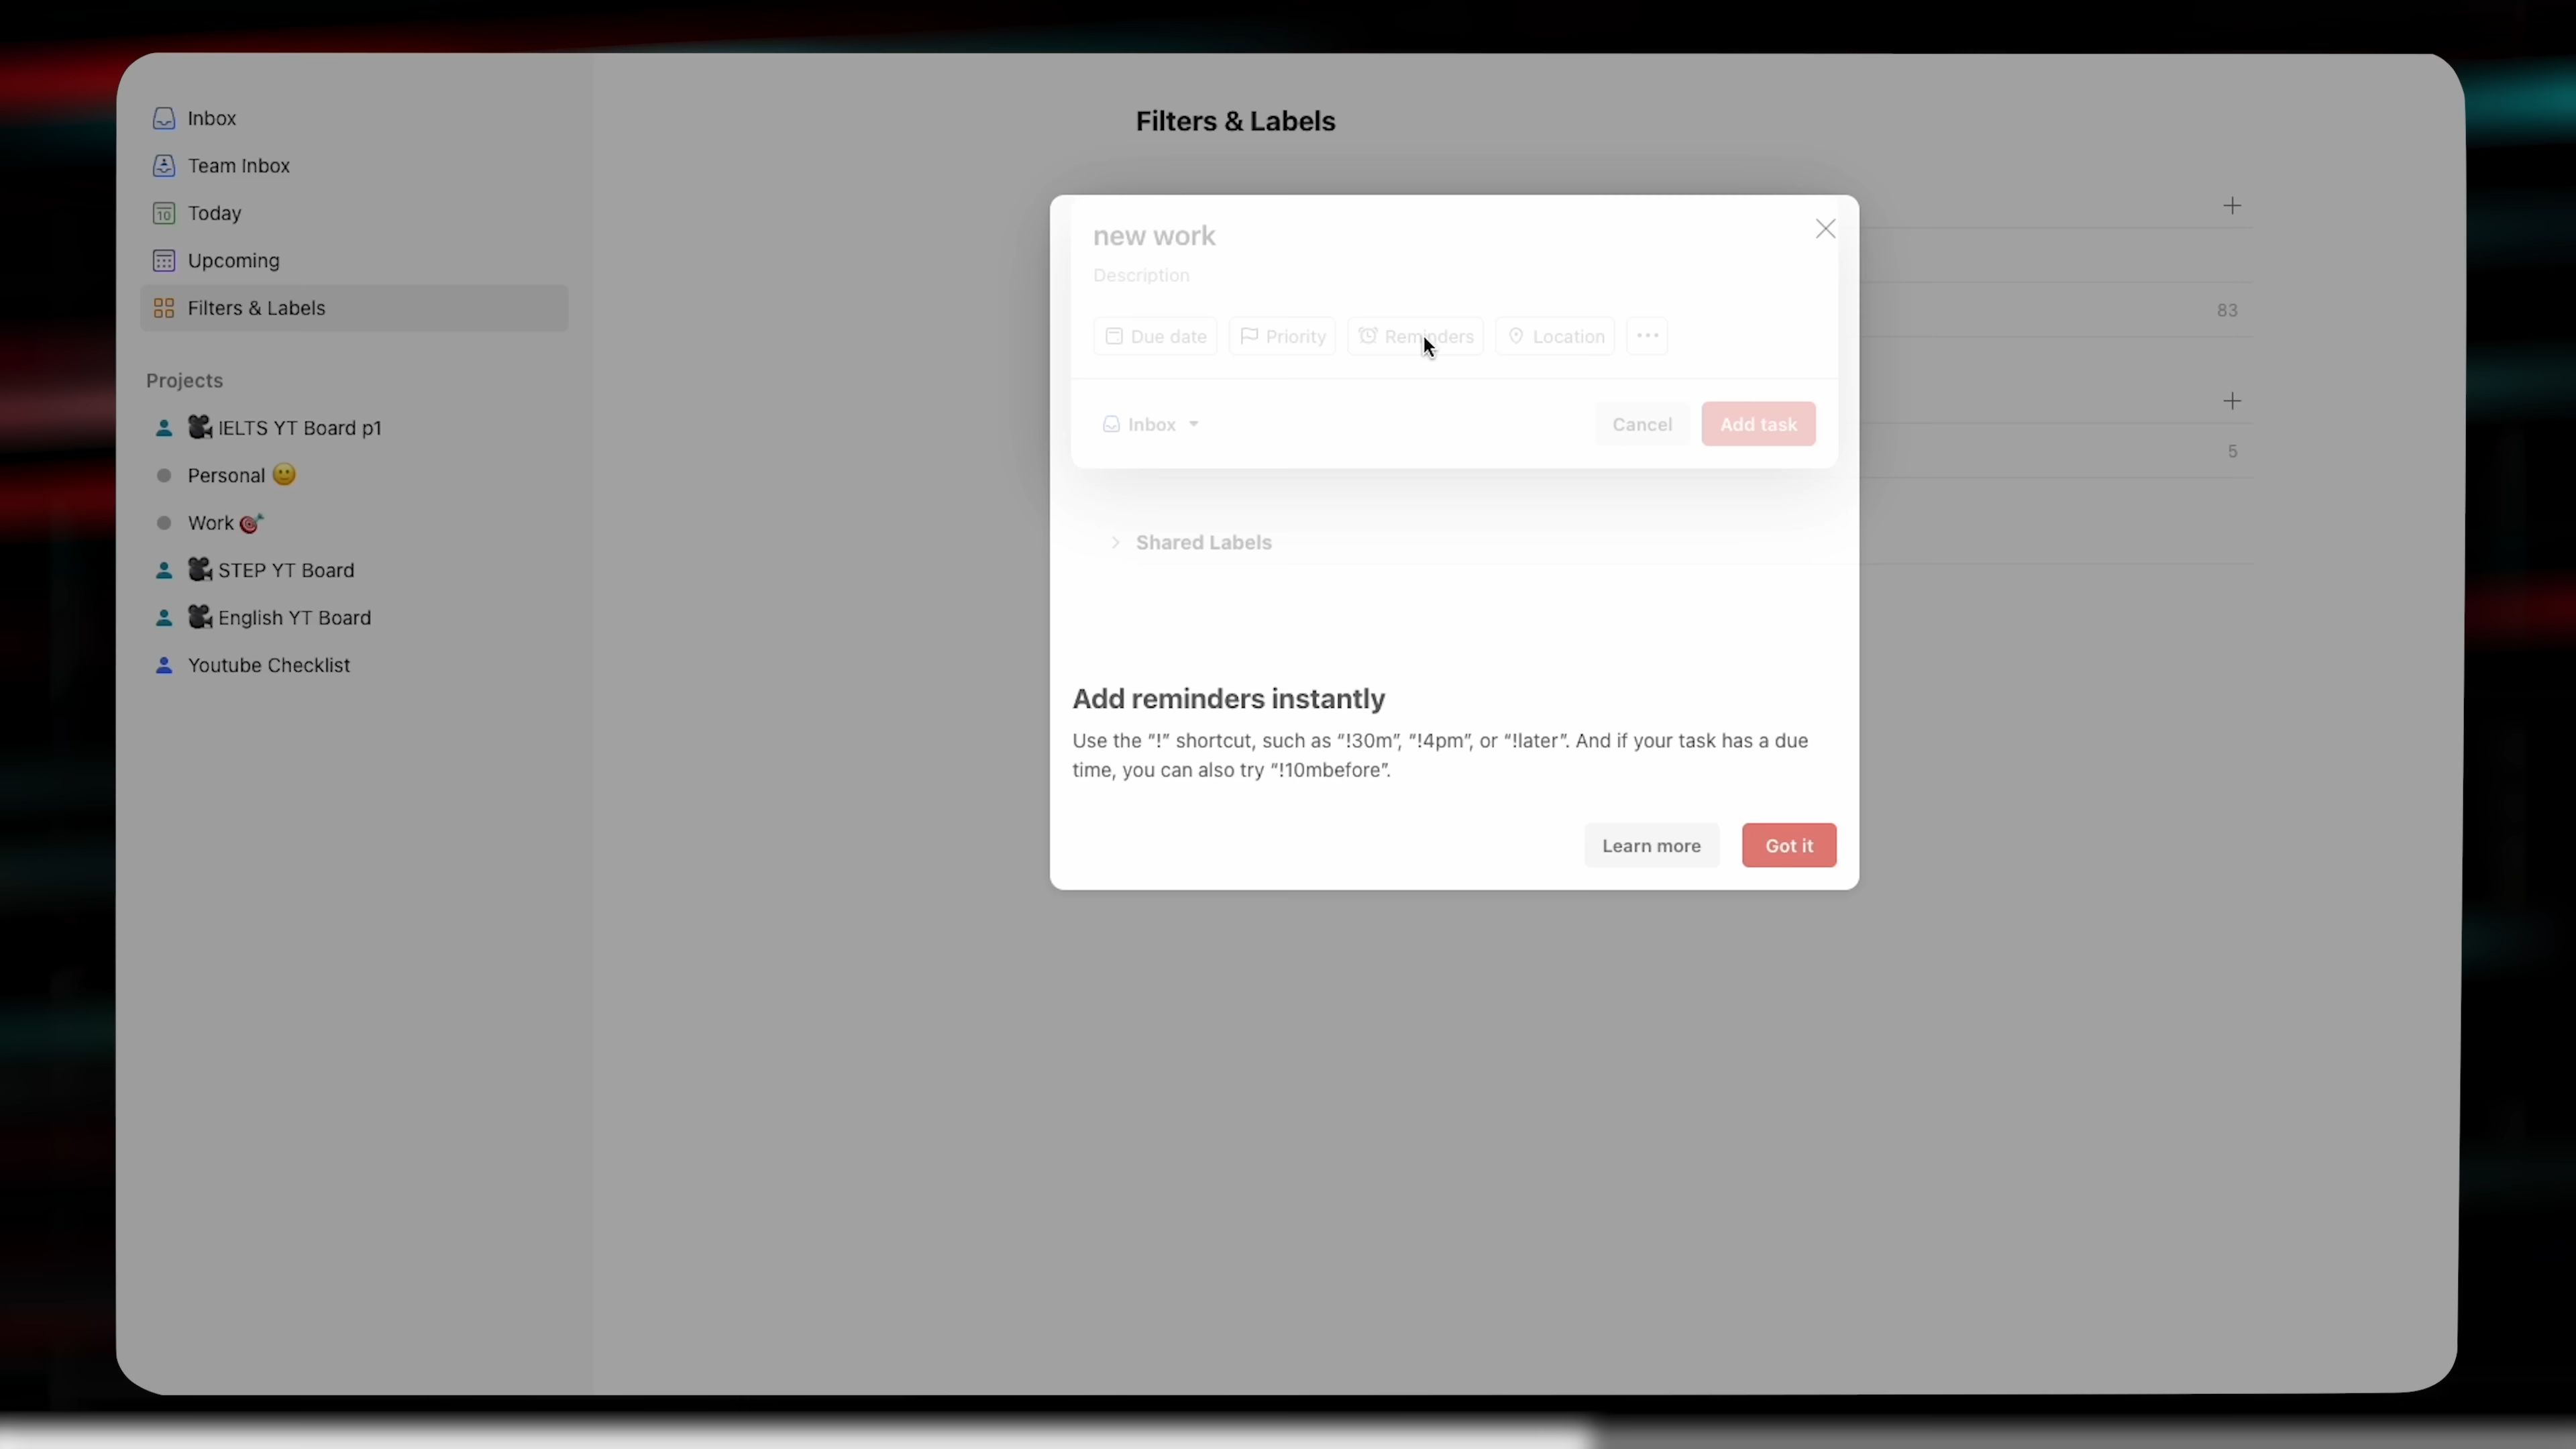 Inbox
Team Inbox
10 Today
Upcoming
Filters & Labels
Projects
IELTS YT Board p1
Personal
Work
STEP YT Board
English YT Board
Youtube Checklist
Filters & Labels
83
5
new work
Description
Due date Priority Reminders Location
Inbox Cancel Add task
Shared Labels
Add reminders instantly
Use the “!” shortcut, such as “!30m”, “!4pm”, or “!later”. And if your task has a due
time, you can also try “!10mbefore”.
Learn more Got it